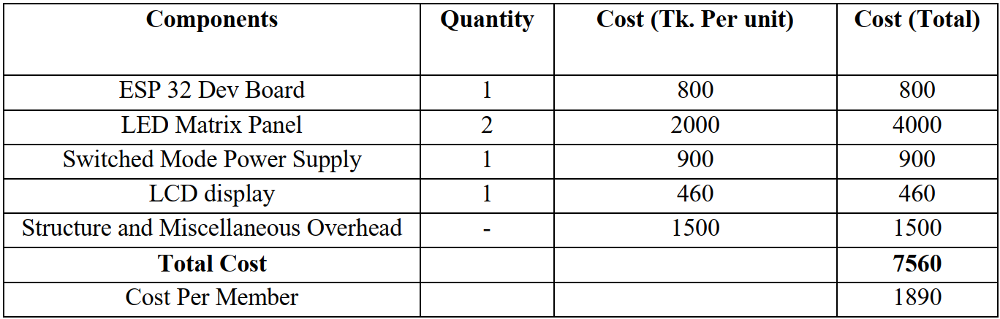 Components Quantity Cost (Tk. Per unit) Cost (Total)
ESP 32 Dev Board 1 800 800
LED Matrix Panel 2 2000 4000
Switched Mode Power Supply 1 900 900
LCD display 1 460 460
Structure and Miscellaneous Overhead - 1500 1500
Total Cost 7560
Cost Per Member 1890